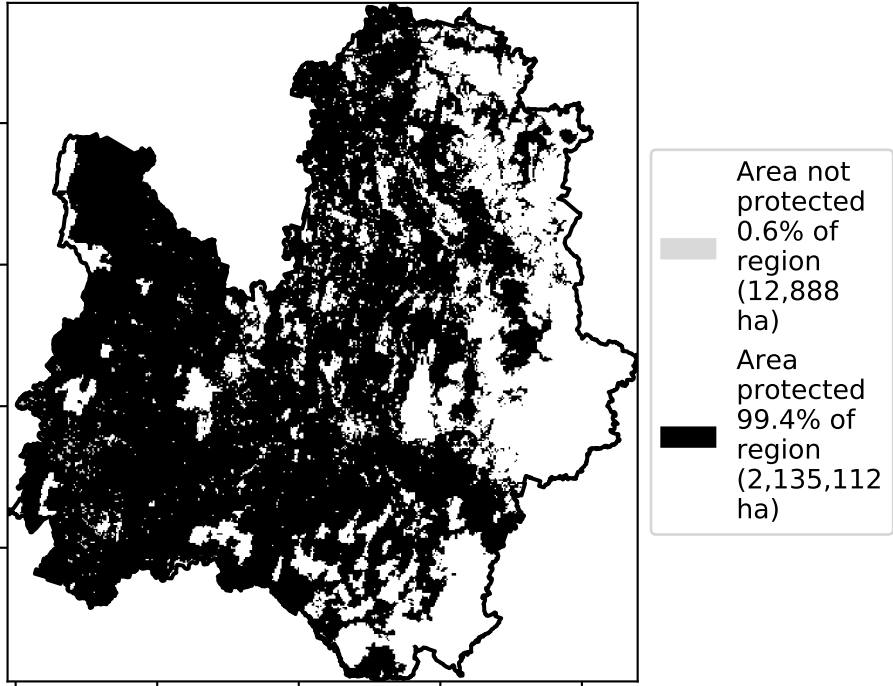 Area not
protected
0.6% of
region
(12,888
ha)
Area
protected
99.4% of
region
(2,135,112
ha)